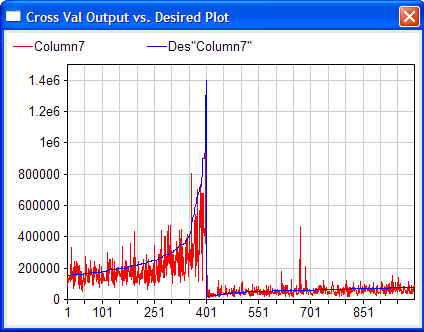 Cross Val Output vs. Desired Plot
Column7 Des"Column7"
1.4e6
1.2e6
1e6
800000
600000
400000
200000
0
1 101 251 401 551 701 851